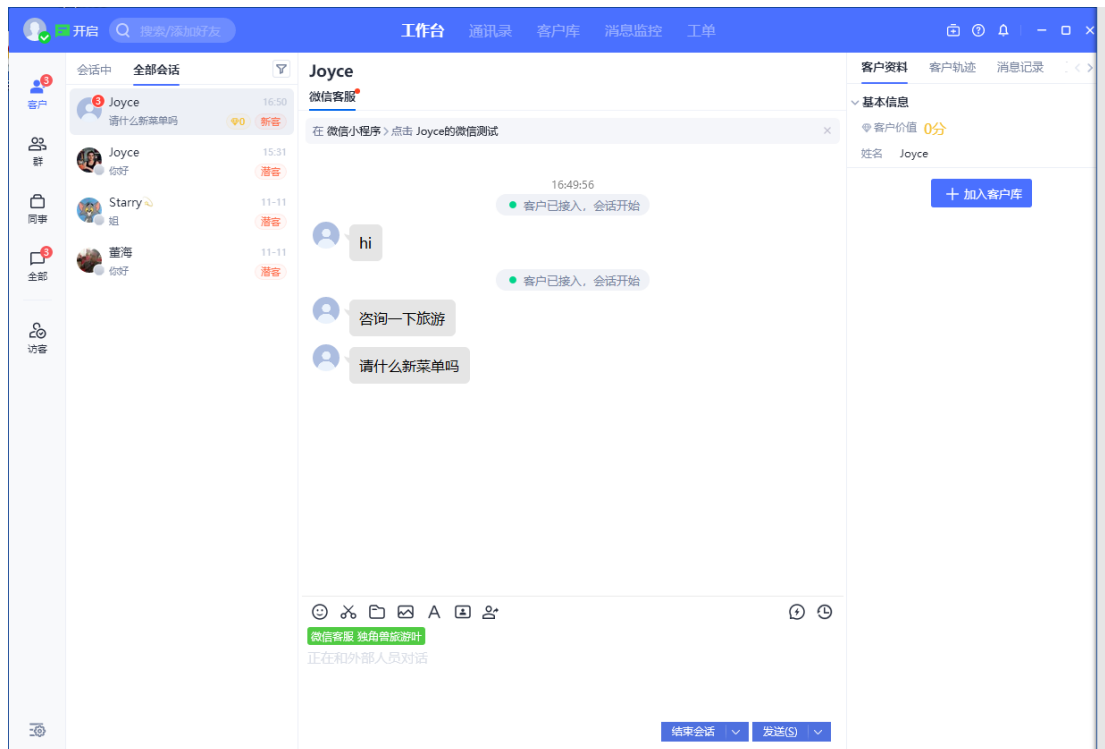 开启 搜索/添加好友 工作台 通讯录 客户库 消息监控 工单
客户 3
群
同事
全部 3
访客
会话中 全部会话
3 Joyce 16:50
请什么新菜单吗 0 新客
Joyce 15:31
你好 潜客
Starry 11-11
姐 潜客
董海 11-11
你好 潜客
Joyce
微信客服
在 微信小程序 > 点击 Joyce的微信测试 ×
16:49:56
客户已接入，会话开始
hi
客户已接入，会话开始
咨询一下旅游
请什么新菜单吗
微信客服 独角兽旅游叶
正在和外部人员对话
结束会话 发送(S)
客户资料 客户轨迹 消息记录
基本信息
客户价值 0分
姓名 Joyce
＋ 加入客户库